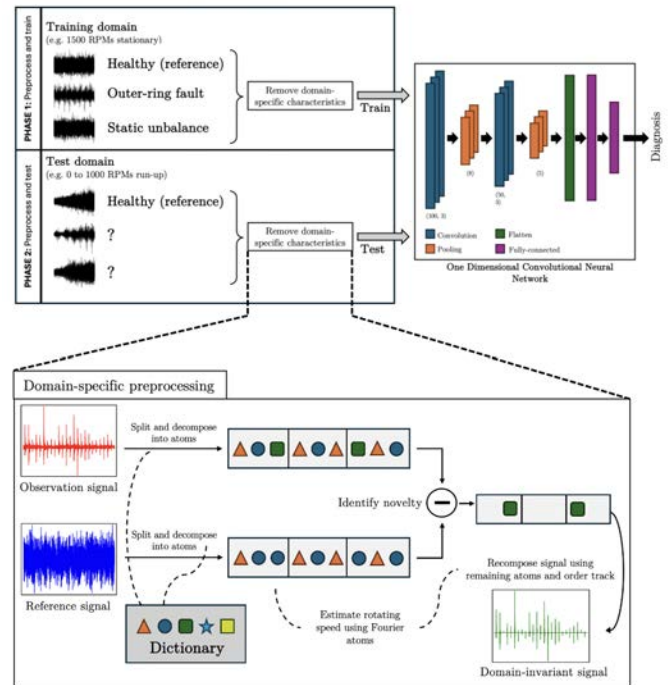 PHASE 1: Preprocess and train
Training domain
(e.g. 1500 RPMs stationary)
Healthy (reference)
Outer-ring fault
Static unbalance
Remove domain-
specific characteristics
Train
PHASE 2: Preprocess and test
Test domain
(e.g. 0 to 1000 RPMs run-up)
Healthy (reference)
?
?
Remove domain-
specific characteristics
Test
(100, 3)
(50,
Convolution
Pooling
Flatten
Fully-connected
One Dimensional Convolutional Neural
Network
Diagnosis
Domain-specific preprocessing
Observation signal
Split and decompose
into atoms
Identify novelty
Reference signal
Split and decompose
into atoms
Dictionary
Estimate rotating
speed using Fourier
atoms
Recompose signal using
remaining atoms and order track
Domain-invariant signal